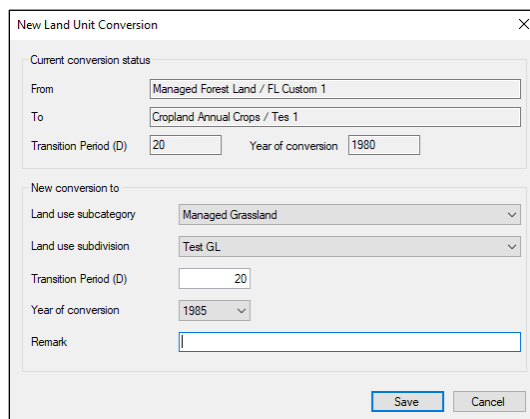 New Land Unit Conversion
Current conversion status
From Managed Forest Land / FL Custom 1
To Cropland Annual Crops / Tes 1
Transition Period (D) 20 Year of conversion 1980
New conversion to
Land use subcategory Managed Grassland
Land use subdivision Test GL
Transition Period (D) 20
Year of conversion 1985
Remark
Save Cancel